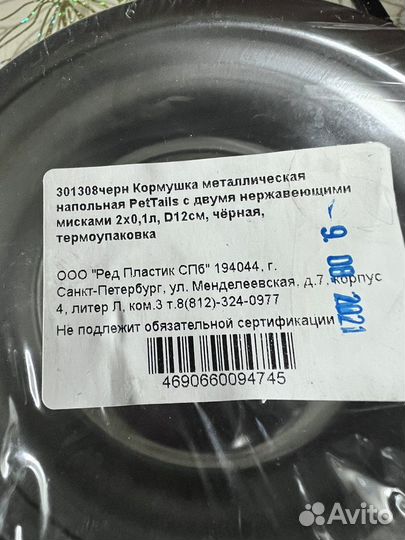 301308черн Кормушка металлическая
напольная PetTails с двумя нержавеющими
мисками 2х0,1л, D12см, чёрная,
термоупаковка
ООО "Ред Пластик СПб" 194044, г.
Санкт-Петербург, ул. Менделеевская, д.7, корпус
4, литер Л, ком.3 т.8(812)-324-0977
Не подлежит обязательной сертификации
4690660094745
-9. 08. 2021
Avito